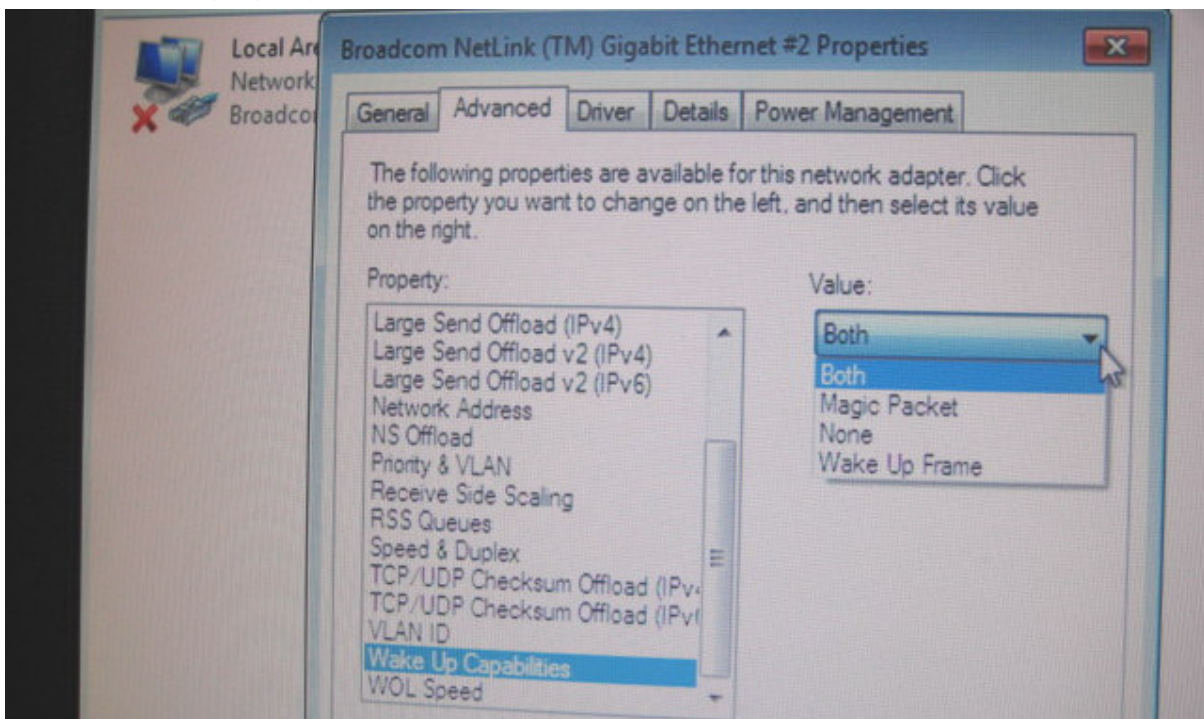 Local Are
Network
Broadco
Broadcom NetLink (TM) Gigabit Ethernet #2 Properties
General
Advanced
Driver
Details
Power Management
The following properties are available for this network adapter. Click
the property you want to change on the left, and then select its value
on the right.
Property:
Large Send Offload (IPv4)
Large Send Offload v2 (IPv4)
Large Send Offload v2 (IPv6)
Network Address
NS Offload
Priority & VLAN
Receive Side Scaling
RSS Queues
Speed & Duplex
TCP/UDP Checksum Offload (IPv4
TCP/UDP Checksum Offload (IPv6
VLAN ID
Wake Up Capabilities
WOL Speed
Value:
Both
Both
Magic Packet
None
Wake Up Frame